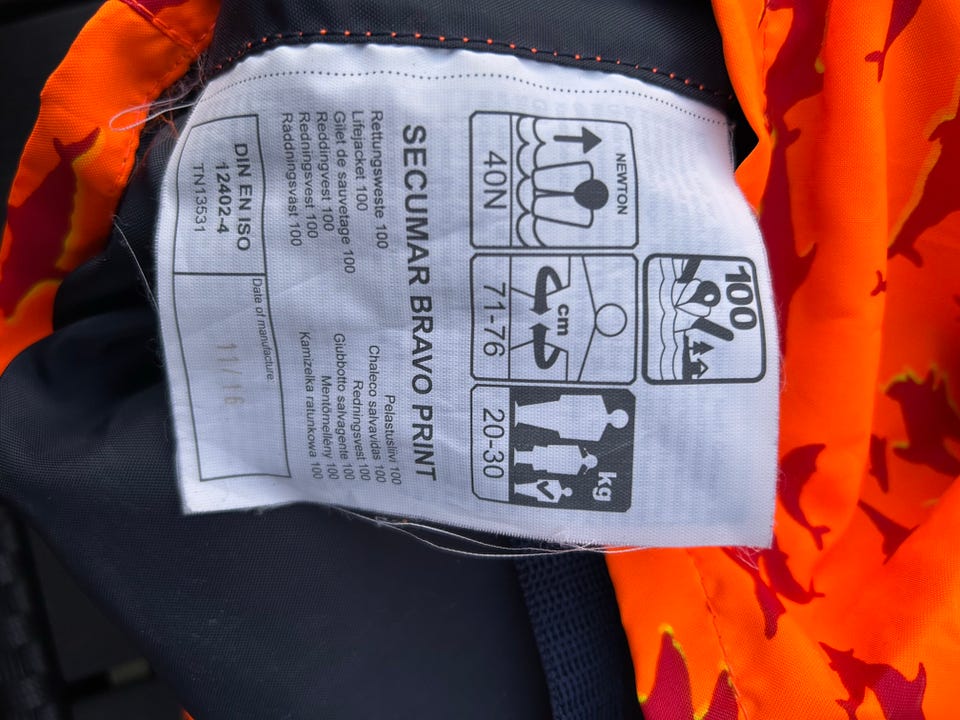 100
NEWTON
40N
cm
71-76
kg
20-30
SECUMAR BRAVO PRINT
Rettungsweste 100
Lifejacket 100
Gilet de sauvetage 100
Reddingsvest 100
Redningsvest 100
Räddningsväst 100
Pelastusliivi 100
Redningsvest 100
Chaleco salvavidas 100
Mentőmellény 100
Giubbotto salvagente 100
Kamizelka ratunkowa 100
DIN EN ISO
12402-4
TN13531
Date of manufacture
11/16